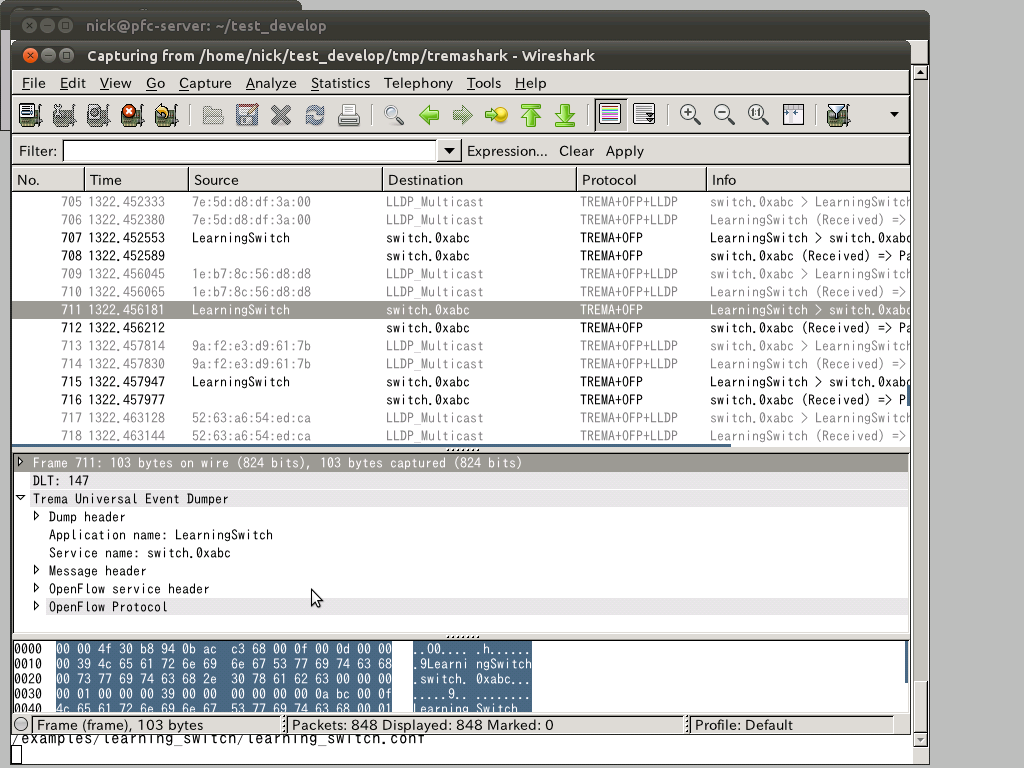 nick@pfc-server: ~/test_develop
Capturing from /home/nick/test_develop/tmp/tremashark - Wireshark
File Edit View Go Capture Analyze Statistics Telephony Tools Help
Filter: Expression... Clear Apply
No. Time Source Destination Protocol Info
705 1322.452333 7e:5d:d8:df:3a:00 LLDP_Multicast TREMA+OFP+LLDP switch.0xabc > LearningSwitch
706 1322.452380 7e:5d:d8:df:3a:00 LLDP_Multicast TREMA+OFP+LLDP LearningSwitch (Received) =>
707 1322.452553 LearningSwitch switch.0xabc TREMA+OFP LearningSwitch > switch.0xabc
708 1322.452589 switch.0xabc TREMA+OFP switch.0xabc (Received) => Pa
709 1322.456045 1e:b7:8c:56:d8:d8 LLDP_Multicast TREMA+OFP+LLDP switch.0xabc > LearningSwitch
710 1322.456065 1e:b7:8c:56:d8:d8 LLDP_Multicast TREMA+OFP+LLDP LearningSwitch (Received) =>
711 1322.456181 LearningSwitch switch.0xabc TREMA+OFP LearningSwitch > switch.0xabc
712 1322.456212 switch.0xabc TREMA+OFP switch.0xabc (Received) => Pa
713 1322.457814 9a:f2:e3:d9:61:7b LLDP_Multicast TREMA+OFP+LLDP switch.0xabc > LearningSwitch
714 1322.457830 9a:f2:e3:d9:61:7b LLDP_Multicast TREMA+OFP+LLDP LearningSwitch (Received) =>
715 1322.457947 LearningSwitch switch.0xabc TREMA+OFP LearningSwitch > switch.0xabc
716 1322.457977 switch.0xabc TREMA+OFP switch.0xabc (Received) => P
717 1322.463128 52:63:a6:54:ed:ca LLDP_Multicast TREMA+OFP+LLDP switch.0xabc > LearningSwitch
718 1322.463144 52:63:a6:54:ed:ca LLDP_Multicast TREMA+OFP+LLDP LearningSwitch (Received) =>
Frame 711: 103 bytes on wire (824 bits), 103 bytes captured (824 bits)
DLT: 147
Trema Universal Event Dumper
Dump header
Application name: LearningSwitch
Service name: switch.0xabc
Message header
OpenFlow service header
OpenFlow Protocol
0000 00 00 4f 30 b8 94 0b ac c3 68 00 0f 00 0d 00 00 ..O0.... .h......
0010 00 39 4c 65 61 72 6e 69 6e 67 53 77 69 74 63 68 .9Learni ngSwitch
0020 00 73 77 69 74 63 68 2e 30 78 61 62 63 00 00 00 .switch. 0xabc...
0030 00 01 00 00 00 39 00 00 00 00 00 00 0a bc 00 0f .....9.. ........
0040 4c 65 61 72 6e 69 6e 67 53 77 69 74 63 68 00 01 Learning Switch..
Frame (frame), 103 bytes Packets: 848 Displayed: 848 Marked: 0 Profile: Default
/examples/learning_switch/learning_switch.conf